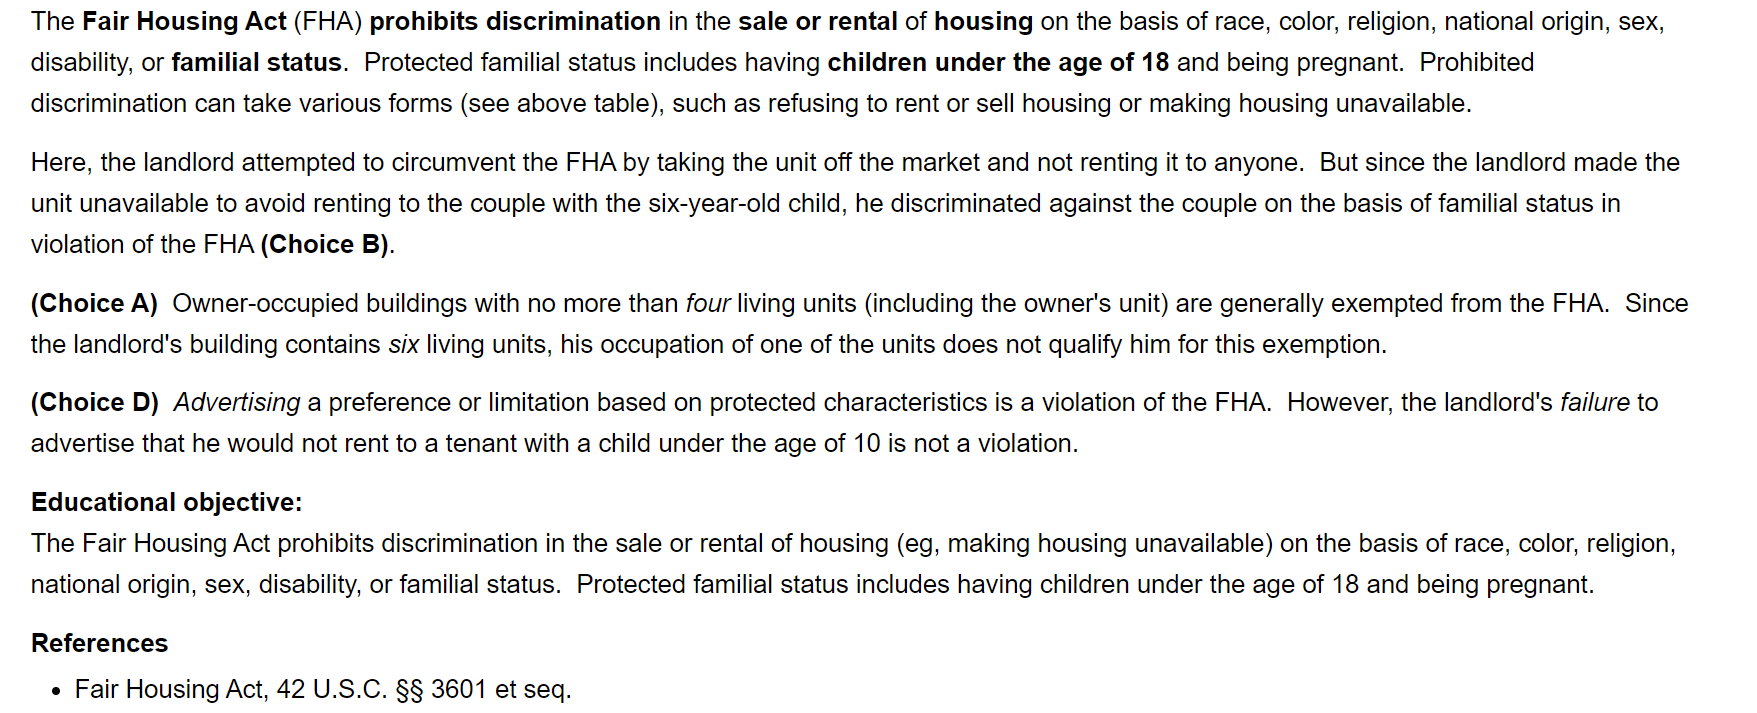 The Fair Housing Act (FHA) prohibits discrimination in the sale or rental of housing on the basis of race, color, religion, national origin, sex,
disability, or familial status.  Protected familial status includes having children under the age of 18 and being pregnant.  Prohibited
discrimination can take various forms (see above table), such as refusing to rent or sell housing or making housing unavailable.
Here, the landlord attempted to circumvent the FHA by taking the unit off the market and not renting it to anyone.  But since the landlord made the
unit unavailable to avoid renting to the couple with the six-year-old child, he discriminated against the couple on the basis of familial status in
violation of the FHA (Choice B).
(Choice A)  Owner-occupied buildings with no more than four living units (including the owner's unit) are generally exempted from the FHA.  Since
the landlord's building contains six living units, his occupation of one of the units does not qualify him for this exemption.
(Choice D)  Advertising a preference or limitation based on protected characteristics is a violation of the FHA.  However, the landlord's failure to
advertise that he would not rent to a tenant with a child under the age of 10 is not a violation.
Educational objective:
The Fair Housing Act prohibits discrimination in the sale or rental of housing (eg, making housing unavailable) on the basis of race, color, religion,
national origin, sex, disability, or familial status.  Protected familial status includes having children under the age of 18 and being pregnant.
References
• Fair Housing Act, 42 U.S.C. §§ 3601 et seq.